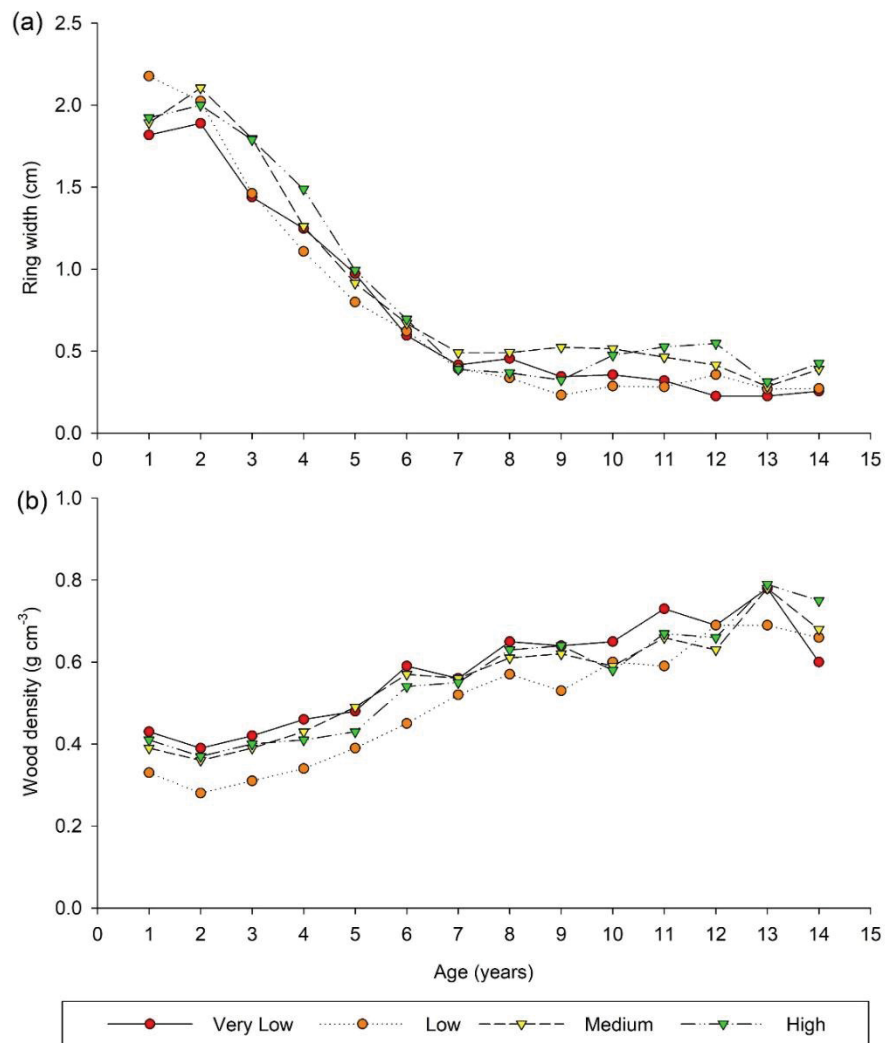 (a)
2.5
2.0
1.5
1.0
0.5
0.0
Ring width (cm)
0 1 2 3 4 5 6 7 8 9 10 11 12 13 14 15
(b)
1.0
0.8
0.6
0.4
0.2
0.0
Wood density (g cm⁻³)
0 1 2 3 4 5 6 7 8 9 10 11 12 13 14 15
Age (years)
Very Low Low Medium High